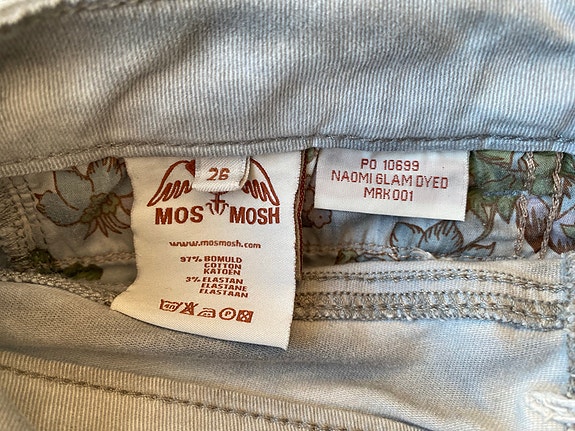 26
MOS MOSH
www.mosmosh.com
97% BOMULD
COTTON
KATOEN
3% ELASTAN
ELASTANE
ELASTAAN
PO 10699
NAOMI GLAM DYED
MRK001